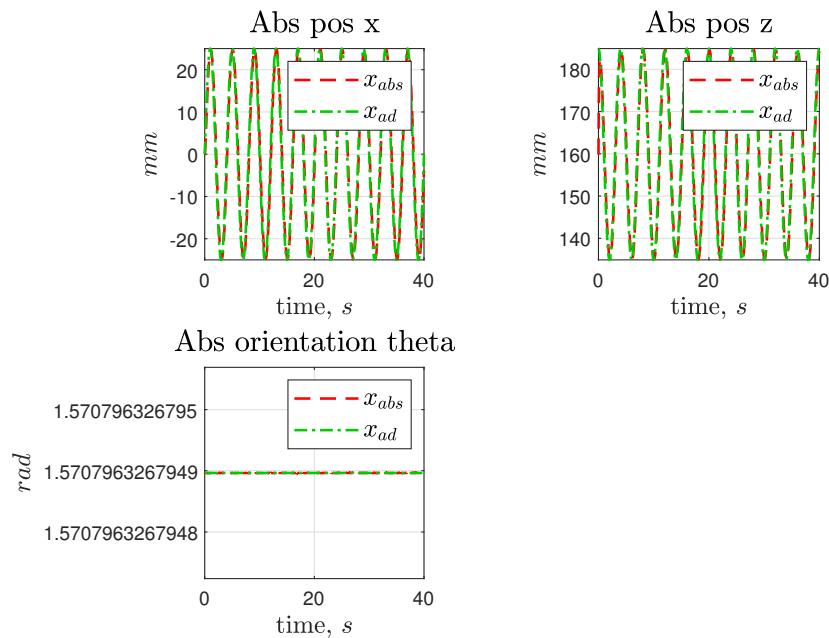 Abs pos x
20
10
0
-10
-20
mm
x_abs
x_ad
0 20 40
time, s
Abs pos z
180
170
160
150
140
mm
x_abs
x_ad
0 20 40
time, s
Abs orientation theta
1.570796326795
1.5707963267949
1.5707963267948
rad
x_abs
x_ad
0 20 40
time, s